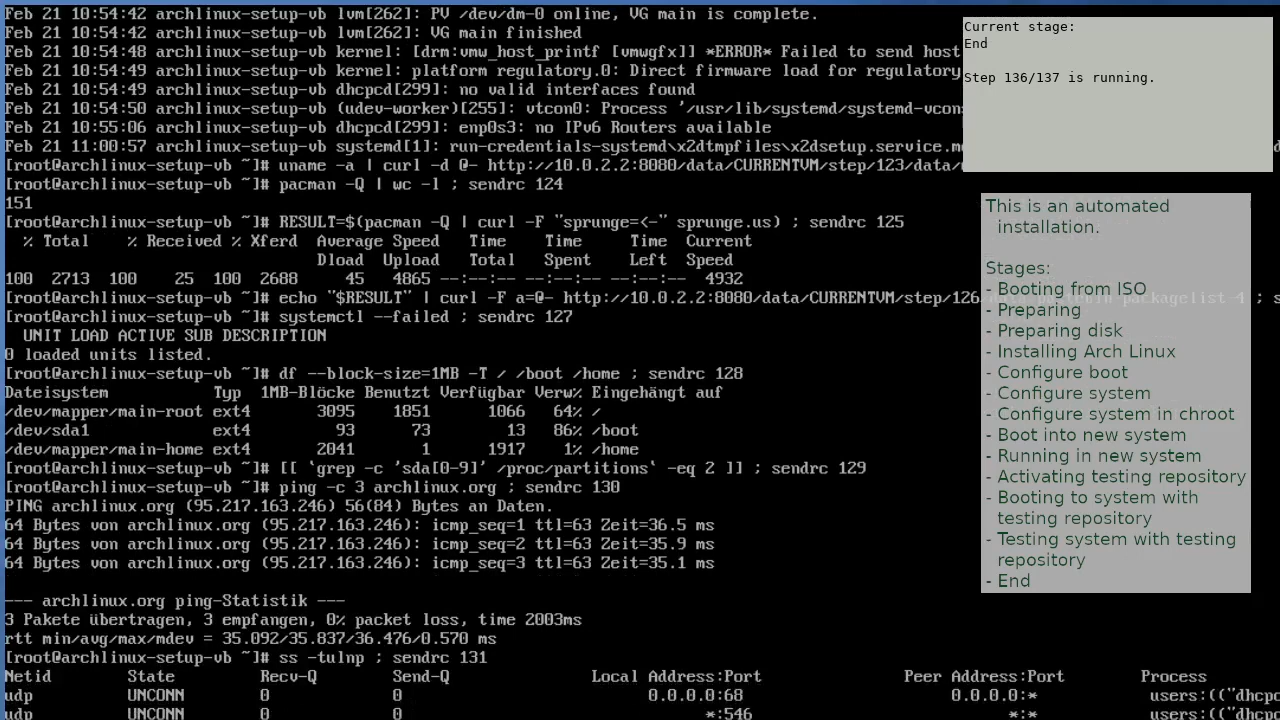 Feb 21 10:54:42 archlinux-setup-vb lvm[262]: PV /dev/dm-0 online, VG main is complete.
Feb 21 10:54:42 archlinux-setup-vb lvm[262]: VG main finished
Feb 21 10:54:48 archlinux-setup-vb kernel: [drm:vmw_host_printf [vmwgfx]] *ERROR* Failed to send host
Feb 21 10:54:49 archlinux-setup-vb kernel: platform regulatory.0: Direct firmware load for regulatory
Feb 21 10:54:49 archlinux-setup-vb dhcpcd[299]: no valid interfaces found
Feb 21 10:54:50 archlinux-setup-vb (udev-worker)[255]: vtcon0: Process '/usr/lib/systemd/systemd-vcons
Feb 21 10:55:06 archlinux-setup-vb dhcpcd[299]: enp0s3: no IPv6 Routers available
Feb 21 11:00:57 archlinux-setup-vb systemd[1]: run-credentials-systemd\x2dtmpfiles\x2dsetup.service.m
[root@archlinux-setup-vb ~]# uname -a | curl -d @- http://10.0.2.2:8080/data/CURRENTVM/step/123/data/
[root@archlinux-setup-vb ~]# pacman -Q | wc -l ; sendrc 124
151
[root@archlinux-setup-vb ~]# RESULT=$(pacman -Q | curl -F "sprunge=<-" sprunge.us) ; sendrc 125
% Total % Received % Xferd Average Speed Time Time Time Current
Dload Upload Total Spent Left Speed
100 2713 100 25 100 2688 45 4865 --:--:-- --:--:-- --:--:-- 4932
[root@archlinux-setup-vb ~]# echo "$RESULT" | curl -F a=@- http://10.0.2.2:8080/data/CURRENTVM/step/126/data-pastebin-packagelist-4 ; s
[root@archlinux-setup-vb ~]# systemctl --failed ; sendrc 127
UNIT LOAD ACTIVE SUB DESCRIPTION
0 loaded units listed.
[root@archlinux-setup-vb ~]# df --block-size=1MB -T / /boot /home ; sendrc 128
Dateisystem Typ 1MB-Blöcke Benutzt Verfügbar Verw% Eingehängt auf
/dev/mapper/main-root ext4 3095 1851 1066 64% /
/dev/sda1 ext4 93 73 13 86% /boot
/dev/mapper/main-home ext4 2041 1 1917 1% /home
[root@archlinux-setup-vb ~]# [[ `grep -c 'sda[0-9]' /proc/partitions` -eq 2 ]] ; sendrc 129
[root@archlinux-setup-vb ~]# ping -c 3 archlinux.org ; sendrc 130
PING archlinux.org (95.217.163.246) 56(84) Bytes an Daten.
64 Bytes von archlinux.org (95.217.163.246): icmp_seq=1 ttl=63 Zeit=36.5 ms
64 Bytes von archlinux.org (95.217.163.246): icmp_seq=2 ttl=63 Zeit=35.9 ms
64 Bytes von archlinux.org (95.217.163.246): icmp_seq=3 ttl=63 Zeit=35.1 ms
--- archlinux.org ping-Statistik ---
3 Pakete übertragen, 3 empfangen, 0% packet loss, time 2003ms
rtt min/avg/max/mdev = 35.092/35.837/36.476/0.570 ms
[root@archlinux-setup-vb ~]# ss -tulnp ; sendrc 131
Netid State Recv-Q Send-Q Local Address:Port Peer Address:Port Process
udp UNCONN 0 0 0.0.0.0:68 0.0.0.0:* users:(("dhcpc
udp UNCONN 0 0 *:546 *:* users:(("dhcpc
Current stage:
End
Step 136/137 is running.
This is an automated
installation.
Stages:
- Booting from ISO
- Preparing
- Preparing disk
- Installing Arch Linux
- Configure boot
- Configure system
- Configure system in chroot
- Boot into new system
- Running in new system
- Activating testing repository
- Booting to system with
testing repository
- Testing system with testing
repository
- End